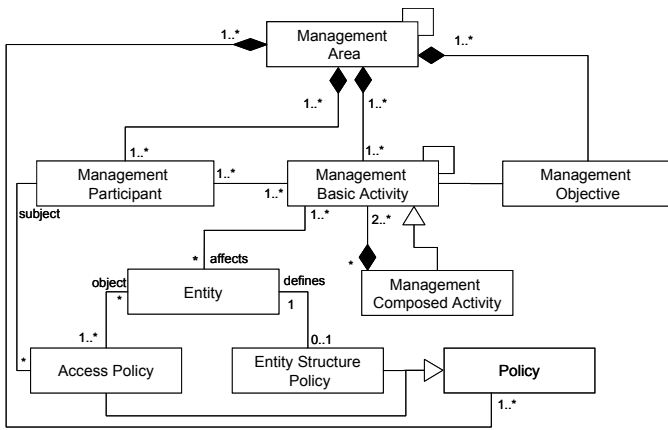 1..*
Management
Area
1..*
1..*
1..*
1..*
1..*
Management
Participant
1..*
1..*
Management
Basic Activity
Management
Objective
subject
1..*
2..*
*
affects
*
object
*
Entity
defines
1
Management
Composed Activity
1..*
0..1
*
Access Policy
Entity Structure
Policy
Policy
1..*